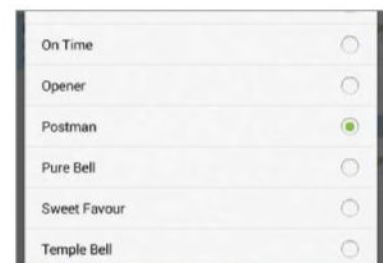 On Time
Opener
Postman
Pure Bell
Sweet Favour
Temple Bell